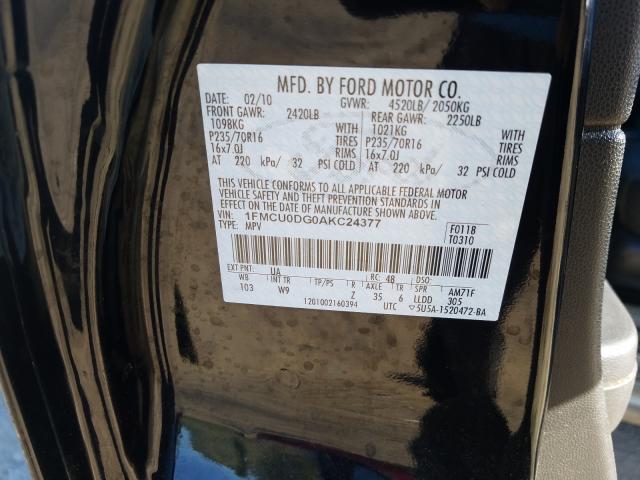 MFD. BY FORD MOTOR CO.
DATE: 02/10 GVWR: 4520LB/ 2050KG
FRONT GAWR: 2420LB REAR GAWR: 2250LB
1098KG 1021KG
P235/70R16 TIRES P235/70R16 TIRES
16x7.0J RIMS 16x7.0J RIMS
AT 220 kPa/ 32 PSI COLD AT 220 kPa/ 32 PSI COLD
THIS VEHICLE CONFORMS TO ALL APPLICABLE FEDERAL MOTOR
VEHICLE SAFETY AND THEFT PREVENTION STANDARDS IN EFFECT ON
THE DATE OF MANUFACTURE SHOWN ABOVE.
VIN: 1FMCU0DG0AKC24377 F0118
TYPE: MPV T0310
EXT PNT: UA RC: 48 DSO:
WB INT TR TP/PS R AXLE TR SPR AM71F
103 W9 Z 35 6 LLDD 305
1201002160394 UTC 5U5A-1520472-BA